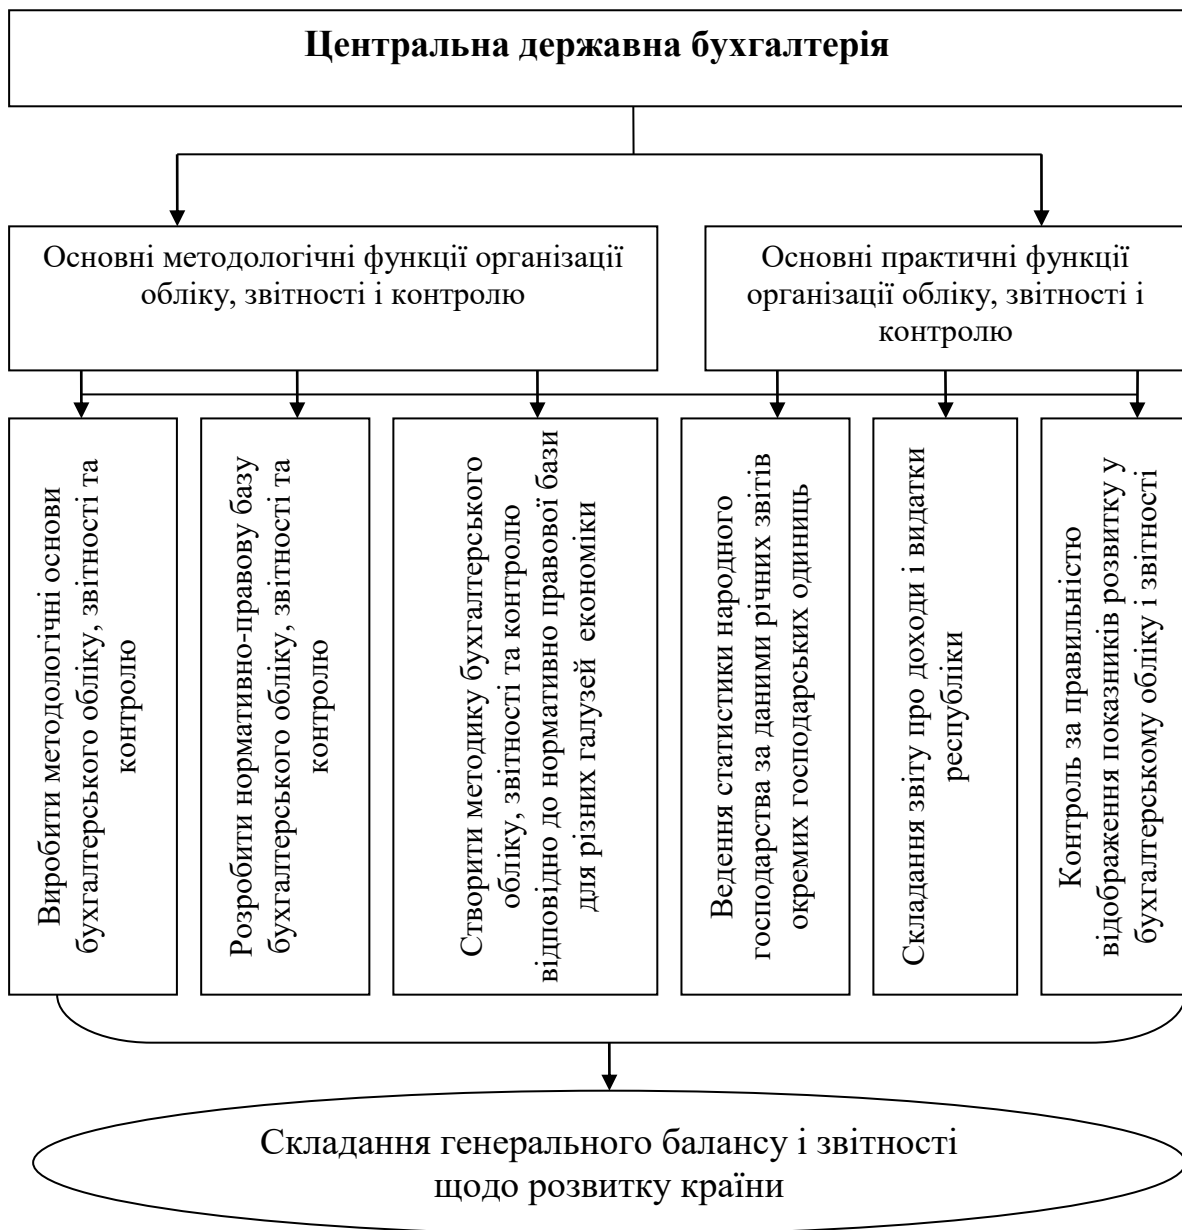 Центральна державна бухгалтерія
Основні методологічні функції організації
обліку, звітності і контролю
Основні практичні функції
організації обліку, звітності і
контролю
Виробити методологічні основи
бухгалтерського обліку, звітності та
контролю
Розробити нормативно-правову базу
бухгалтерського обліку, звітності та
контролю
Створити методику бухгалтерського
обліку, звітності та контролю
відповідно до нормативно правової бази
для різних галузей економіки
Ведення статистики народного
господарства за даними річних звітів
окремих господарських одиниць
Складання звіту про доходи і видатки
республіки
Контроль за правильністю
відображення показників розвитку у
бухгалтерському обліку і звітності
Складання генерального балансу і звітності
щодо розвитку країни